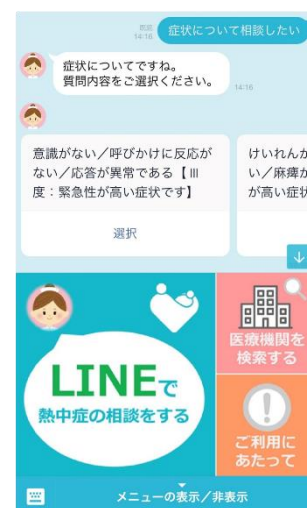 既読
14:16
症状について相談したい
症状についてですね。
質問内容をご選択ください。
14:16
意識がない／呼びかけに反応が
ない／応答が異常である【Ⅲ
度：緊急性が高い症状です】
選択
けいれんが
い／麻痺が
が高い症状
LINEで
熱中症の相談をする
医療機関を
検索する
ご利用に
あたって
メニューの表示／非表示